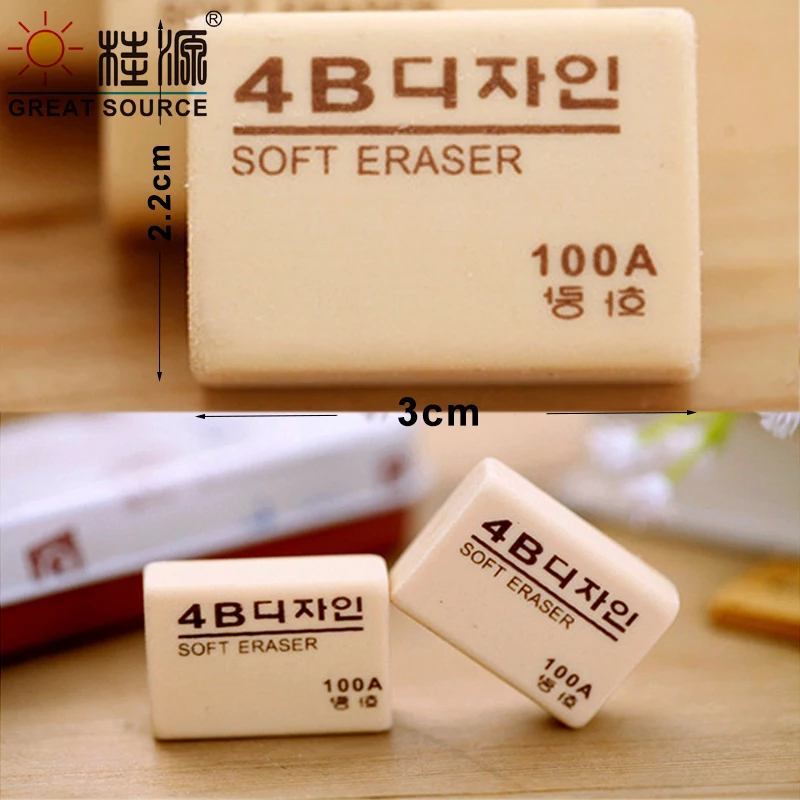 桂源®
GREAT SOURCE
4B디자인
SOFT ERASER
100A
2.2cm
3cm
4B디자인
SOFT ERASER
100A
4B디자인
SOFT ERASER
100A